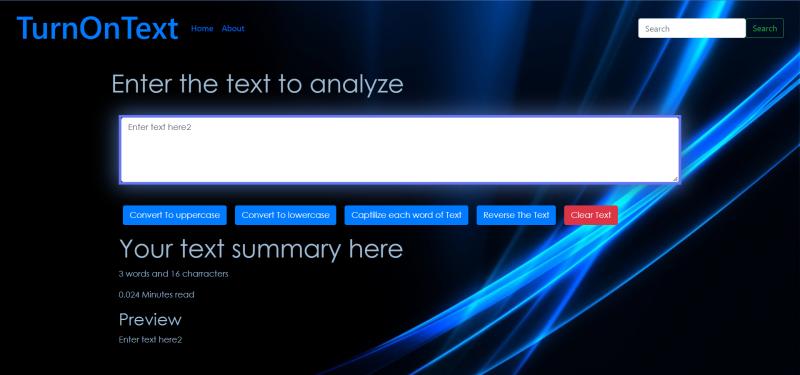 TurnOnText Home About Search Search
Enter the text to analyze
Enter text here2
Convert To uppercase Convert To lowercase Captilize each word of Text Reverse The Text Clear Text
Your text summary here
3 words and 16 charracters
0.024 Minutes read
Preview
Enter text here2